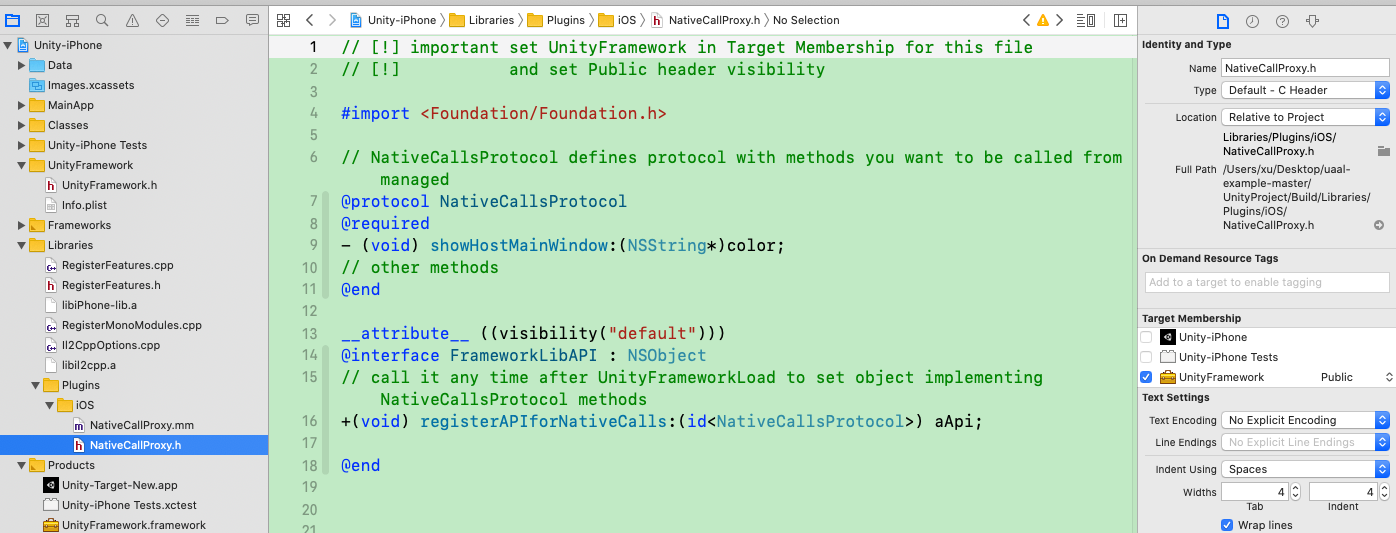 Unity-iPhone
Data
Images.xcassets
MainApp
Classes
Unity-iPhone Tests
UnityFramework
UnityFramework.h
Info.plist
Frameworks
Libraries
RegisterFeatures.cpp
RegisterFeatures.h
libiPhone-lib.a
RegisterMonoModules.cpp
Il2CppOptions.cpp
libil2cpp.a
Plugins
iOS
NativeCallProxy.mm
NativeCallProxy.h
Products
Unity-Target-New.app
Unity-iPhone Tests.xctest
UnityFramework.framework
Unity-iPhone Libraries Plugins iOS NativeCallProxy.h No Selection
1 // [!] important set UnityFramework in Target Membership for this file
2 // [!]           and set Public header visibility
3
4 #import <Foundation/Foundation.h>
5
6 // NativeCallsProtocol defines protocol with methods you want to be called from
managed
7 @protocol NativeCallsProtocol
8 @required
9 - (void) showHostMainWindow:(NSString*)color;
10 // other methods
11 @end
12
13 __attribute__ ((visibility("default")))
14 @interface FrameworkLibAPI : NSObject
15 // call it any time after UnityFrameworkLoad to set object implementing
NativeCallsProtocol methods
16 +(void) registerAPIforNativeCalls:(id<NativeCallsProtocol>) aApi;
17
18 @end
19
20
21
Identity and Type
Name NativeCallProxy.h
Type Default - C Header
Location Relative to Project
Libraries/Plugins/iOS/
NativeCallProxy.h
Full Path /Users/xu/Desktop/uaal-
example-master/
UnityProject/Build/Libraries/
Plugins/iOS/
NativeCallProxy.h
On Demand Resource Tags
Add to a target to enable tagging
Target Membership
Unity-iPhone
Unity-iPhone Tests
UnityFramework Public
Text Settings
Text Encoding No Explicit Encoding
Line Endings No Explicit Line Endings
Indent Using Spaces
Widths 4 4
Tab Indent
Wrap lines